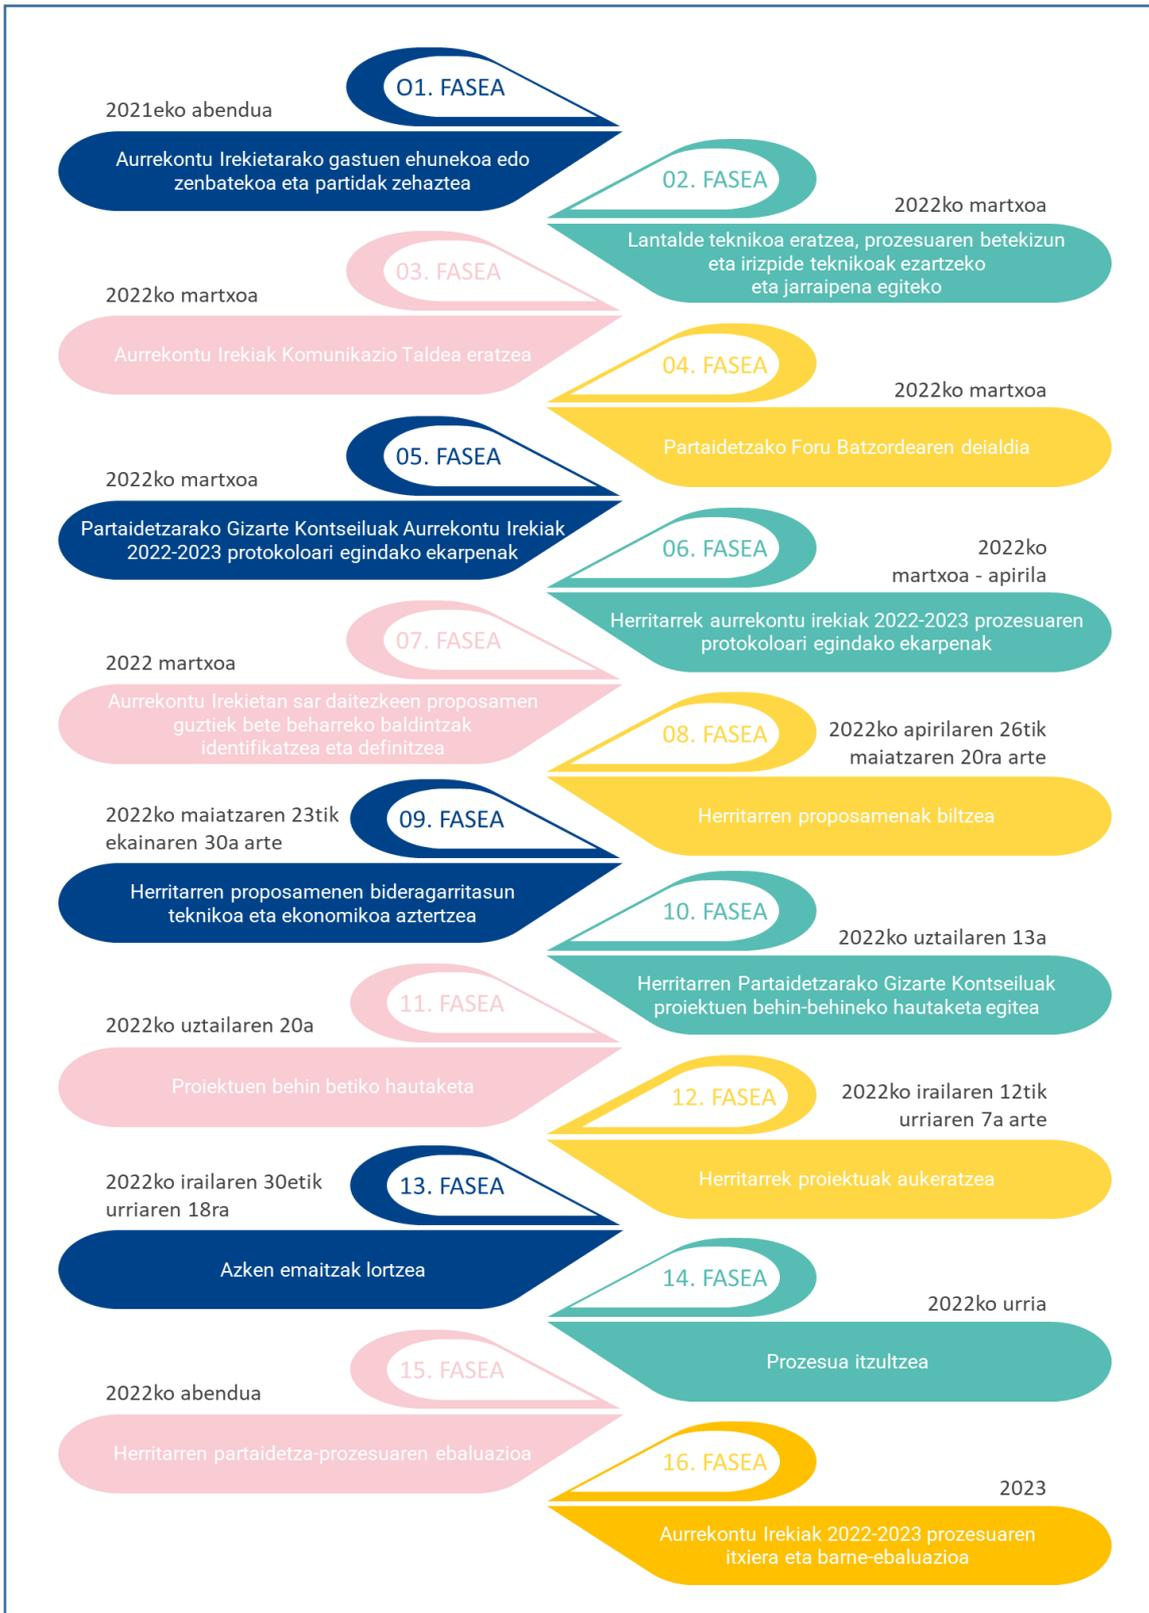 O1. FASEA
2021eko abendua
Aurrekontu Irekietarako gastuen ehunekoa edo
zenbatekoa eta partidak zehaztea
02. FASEA
2022ko martxoa
Lantalde teknikoa eratzea, prozesuaren betekizun
eta irizpide teknikoak ezartzeko
eta jarraipena egiteko
03. FASEA
2022ko martxoa
Aurrekontu Irekiak Komunikazio Taldea eratzea
04. FASEA
2022ko martxoa
Partaidetzako Foru Batzordearen deialdia
05. FASEA
2022ko martxoa
Partaidetzarako Gizarte Kontseiluak Aurrekontu Irekiak
2022-2023 protokoloari egindako ekarpenak
06. FASEA
2022ko
martxoa - apirila
Herritarrek aurrekontu irekiak 2022-2023 prozesuaren
protokoloari egindako ekarpenak
07. FASEA
2022 martxoa
Aurrekontu Irekietan sar daitezkeen proposamen
guztiek bete beharreko baldintzak
identifikatzea eta definitzea
08. FASEA
2022ko apirilaren 26tik
maiatzaren 20ra arte
Herritarren proposamenak biltzea
09. FASEA
2022ko maiatzaren 23tik
ekainaren 30a arte
Herritarren proposamenen bideragarritasun
teknikoa eta ekonomikoa aztertzea
10. FASEA
2022ko uztailaren 13a
Herritarren Partaidetzarako Gizarte Kontseiluak
proiektuen behin-behineko hautaketa egitea
11. FASEA
2022ko uztailaren 20a
Proiektuen behin betiko hautaketa
12. FASEA
2022ko irailaren 12tik
urriaren 7a arte
Herritarrek proiektuak aukeratzea
13. FASEA
2022ko irailaren 30etik
urriaren 18ra
Azken emaitzak lortzea
14. FASEA
2022ko urria
Prozesua itzultzea
15. FASEA
2022ko abendua
Herritarren partaidetza-prozesuaren ebaluazioa
16. FASEA
2023
Aurrekontu Irekiak 2022-2023 prozesuaren
itxiera eta barne-ebaluazioa